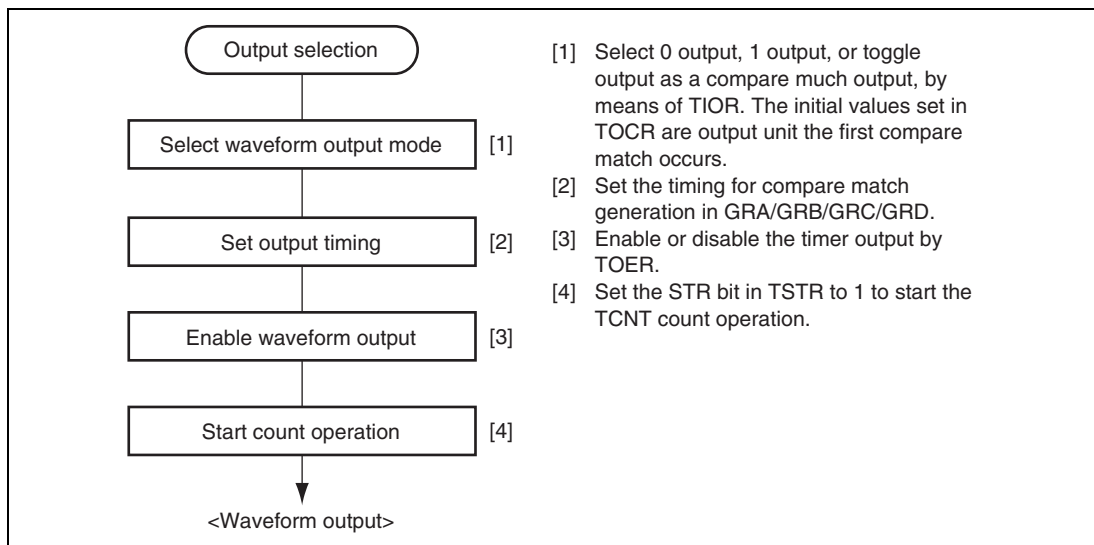 Output selection
Select waveform output mode [1]
Set output timing [2]
Enable waveform output [3]
Start count operation [4]
<Waveform output>
[1] Select 0 output, 1 output, or toggle
output as a compare much output, by
means of TIOR. The initial values set in
TOCR are output unit the first compare
match occurs.
[2] Set the timing for compare match
generation in GRA/GRB/GRC/GRD.
[3] Enable or disable the timer output by
TOER.
[4] Set the STR bit in TSTR to 1 to start the
TCNT count operation.